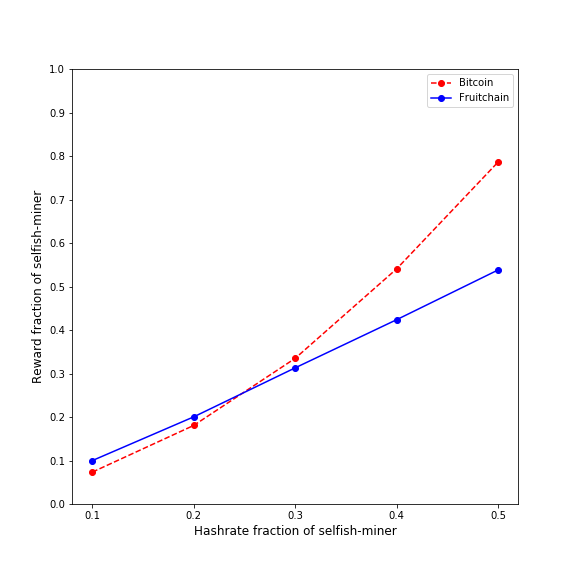 1.0
0.9
0.8
0.7
0.6
0.5
0.4
0.3
0.2
0.1
0.0
Reward fraction of selfish-miner
Bitcoin
Fruitchain
0.1 0.2 0.3 0.4 0.5
Hashrate fraction of selfish-miner